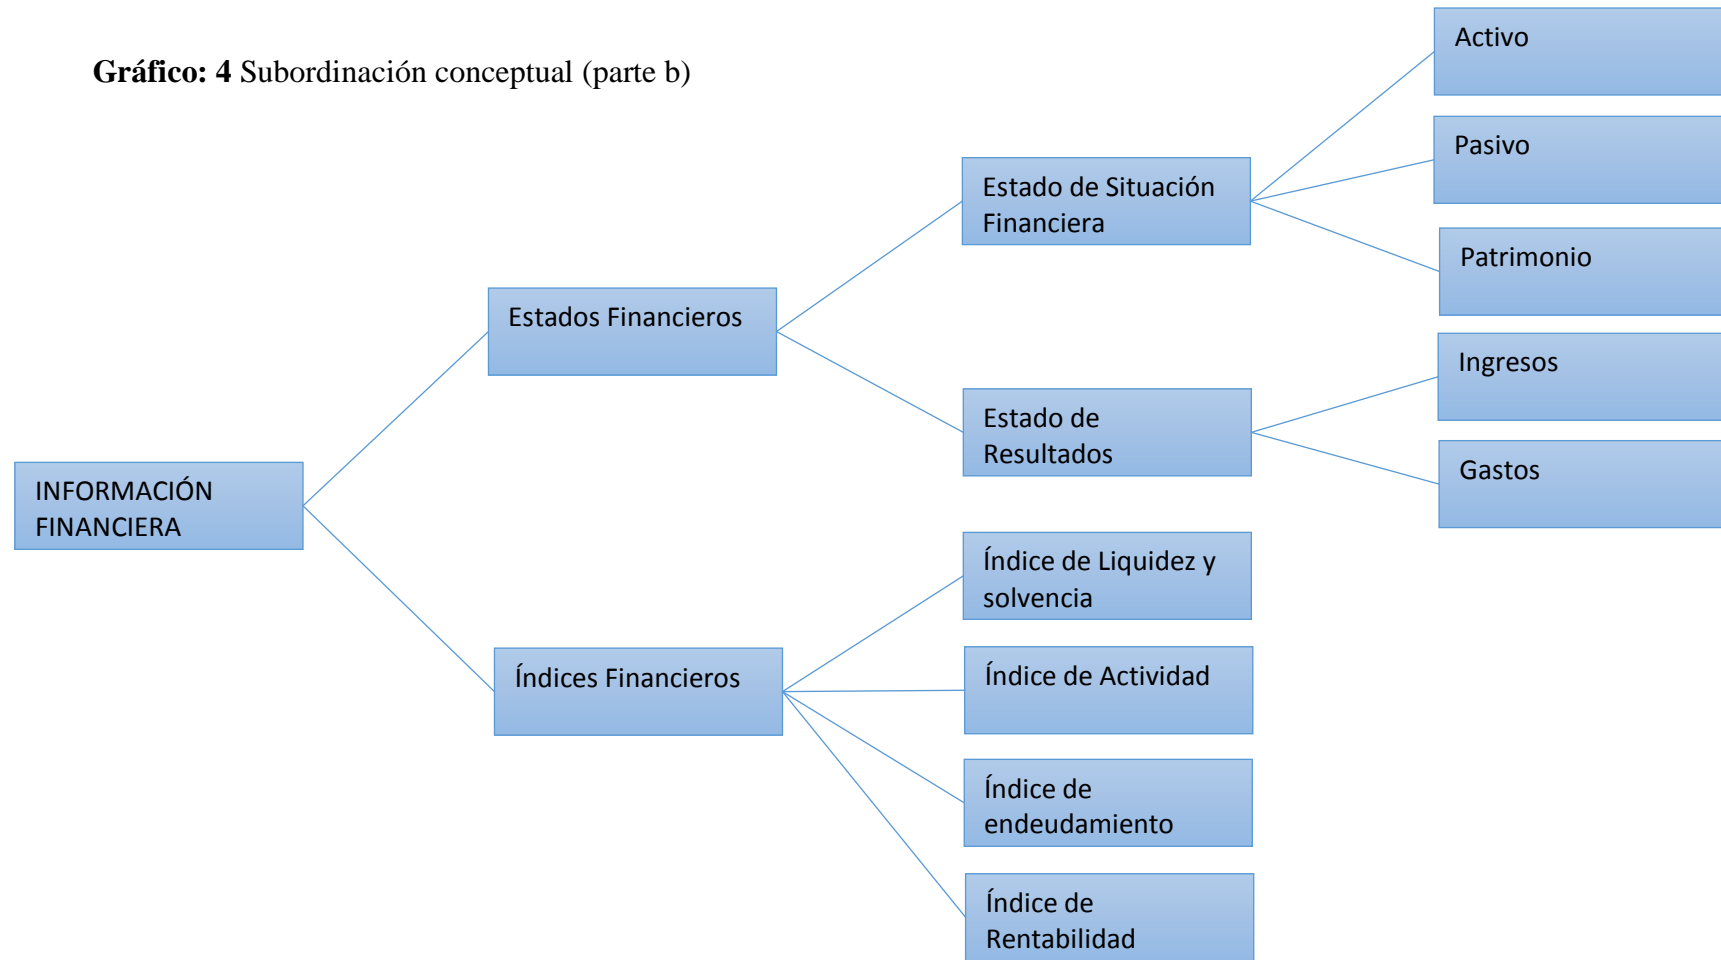 Gráfico: 4 Subordinación conceptual (parte b)
INFORMACIÓN
FINANCIERA
Estados Financieros
Índices Financieros
Estado de Situación
Financiera
Estado de
Resultados
Índice de Liquidez y
solvencia
Índice de Actividad
Índice de
endeudamiento
Índice de
Rentabilidad
Activo
Pasivo
Patrimonio
Ingresos
Gastos